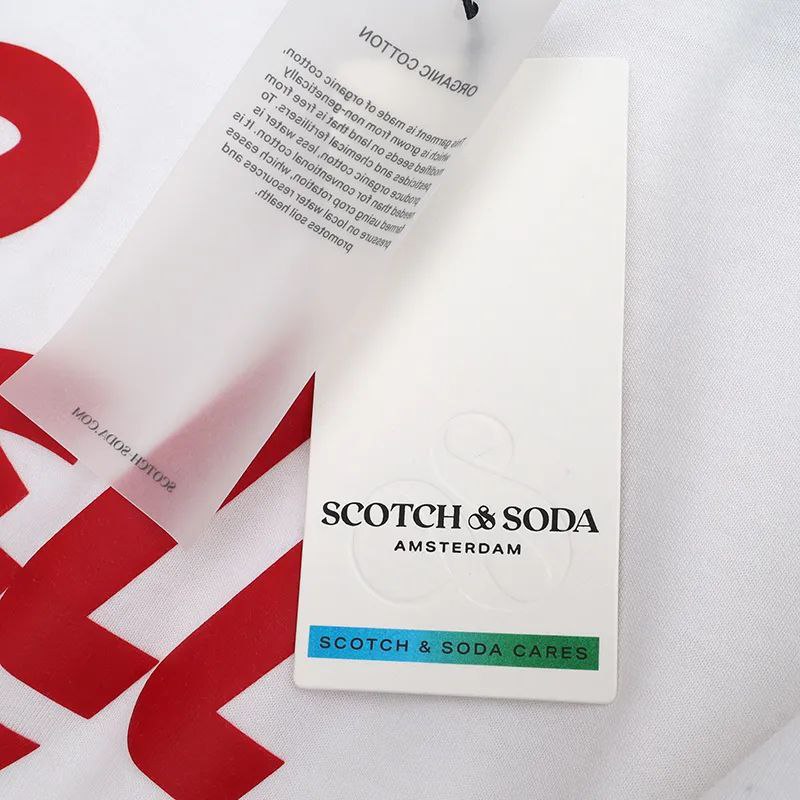 ORGANIC COTTON
This garment is made of organic cotton,
which is grown from non-genetically
modified seeds and on land that is free from
pesticides and chemical fertilisers. To
produce organic cotton, less water is
needed than for conventional cotton. It is
farmed using crop rotation, which eases
pressure on local water resources and
promotes soil health.
SCOTCH-SODA.COM
SCOTCH & SODA
AMSTERDAM
SCOTCH & SODA CARES